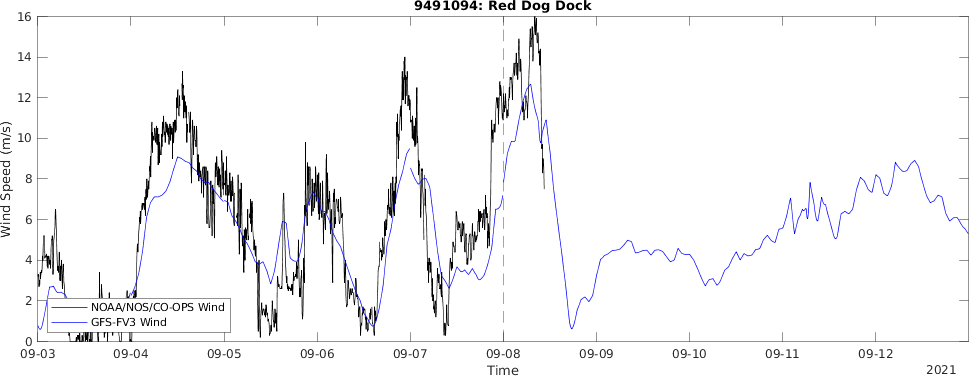 9491094: Red Dog Dock
16
14
12
10
8
6
4
2
0
Wind Speed (m/s)
NOAA/NOS/CO-OPS Wind
GFS-FV3 Wind
09-03 09-04 09-05 09-06 09-07 09-08 09-09 09-10 09-11 09-12
Time
2021